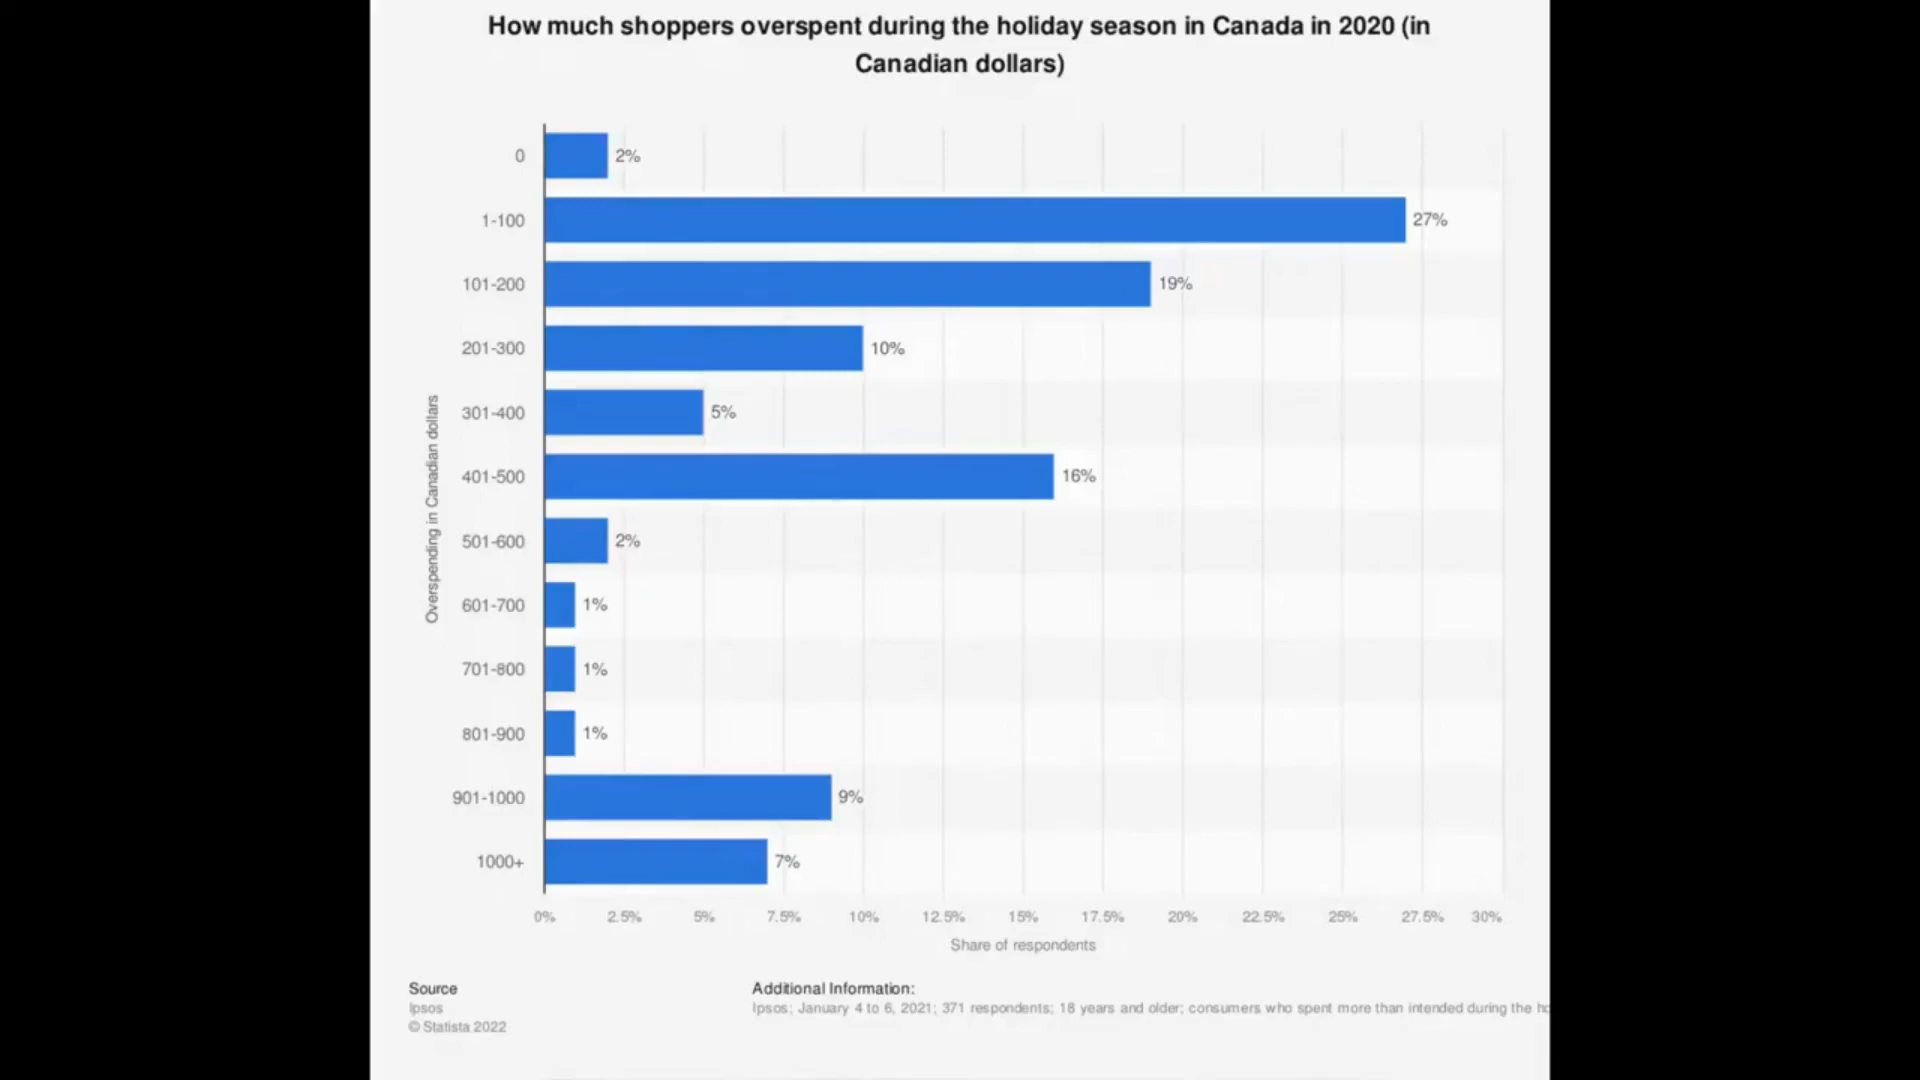 How much shoppers overspent during the holiday season in Canada in 2020 (in
Canadian dollars)
0 2%
1-100 27%
101-200 19%
201-300 10%
301-400 5%
401-500 16%
501-600 2%
601-700 1%
701-800 1%
801-900 1%
901-1000 9%
1000+ 7%
Overspending in Canadian dollars
0% 2.5% 5% 7.5% 10% 12.5% 15% 17.5% 20% 22.5% 25% 27.5% 30%
Share of respondents
Source
Ipsos
© Statista 2022
Additional Information:
Ipsos; January 4 to 6, 2021; 371 respondents; 18 years and older; consumers who spent more than intended during the